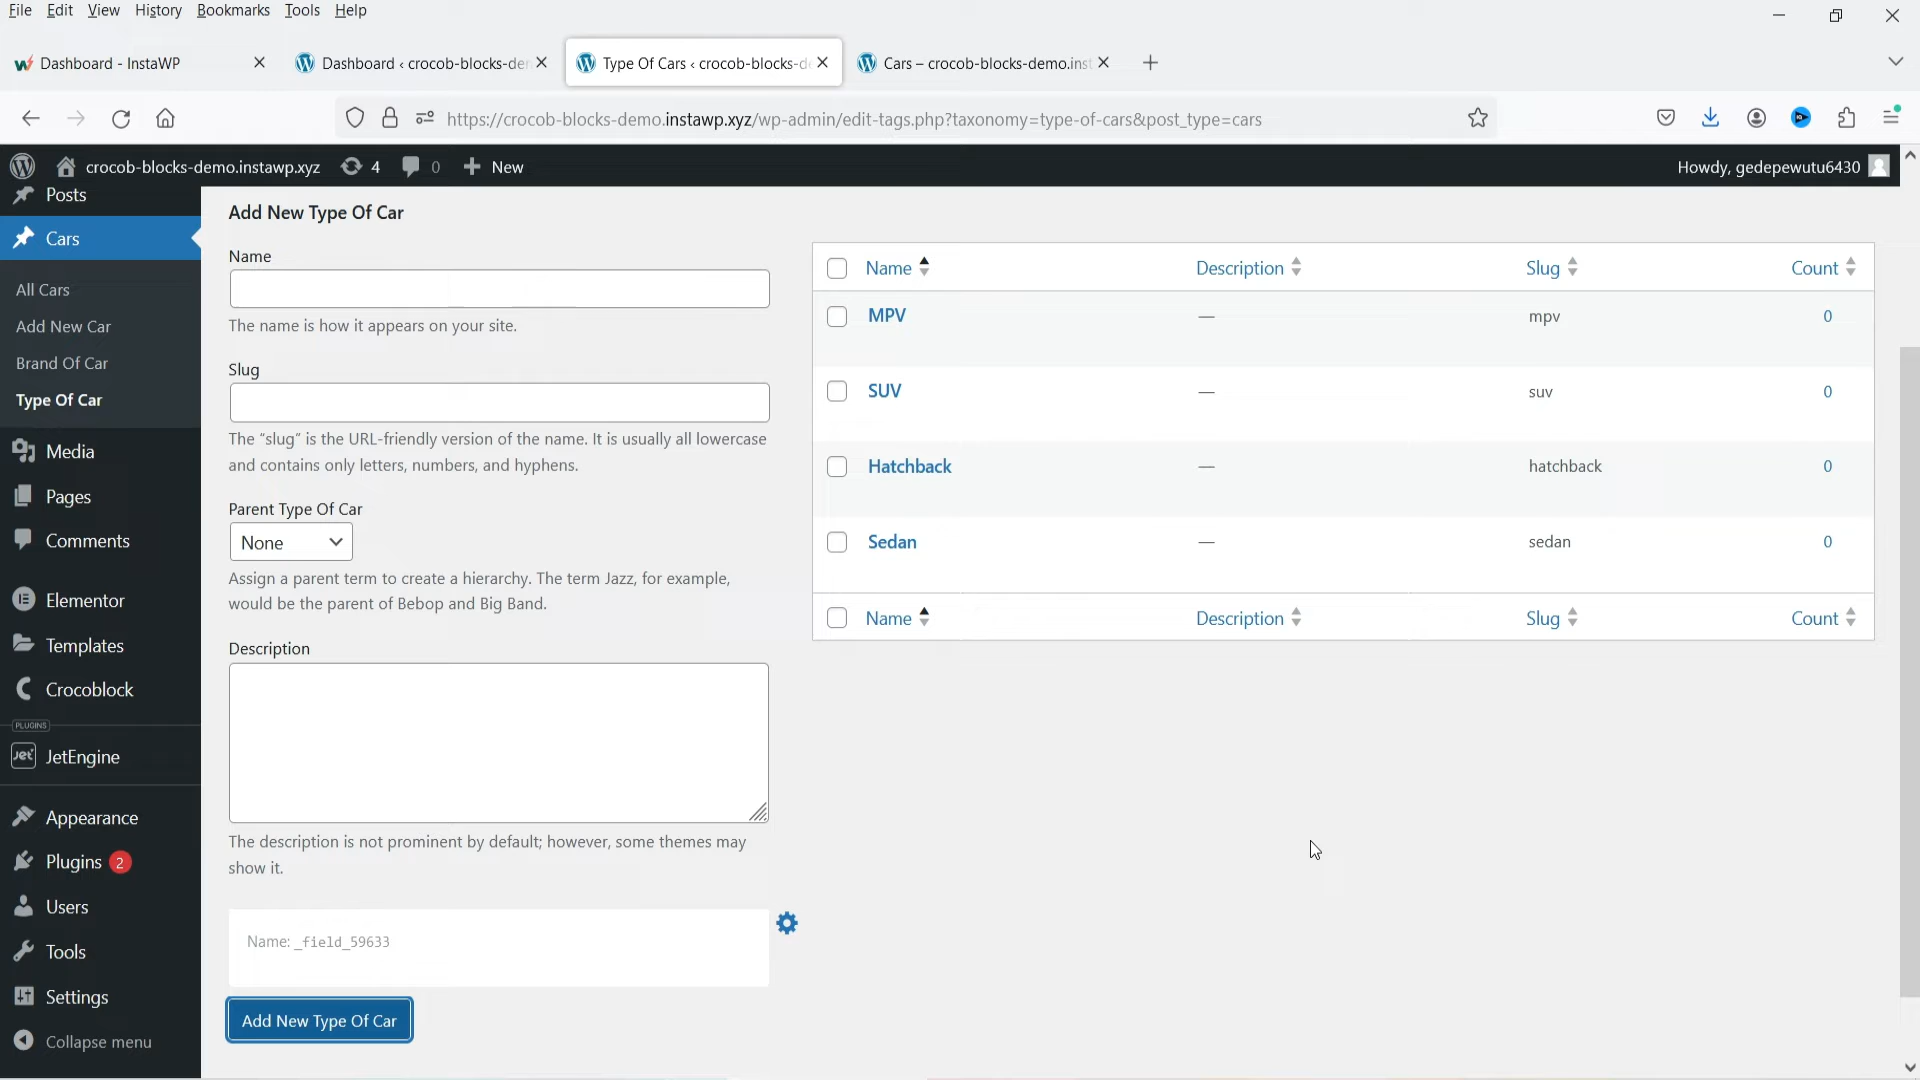 File Edit View History Bookmarks Tools Help
Dashboard - InstaWP
Dashboard ‹ crocob-blocks-de
Type Of Cars ‹ crocob-blocks-d
Cars – crocob-blocks-demo.inst
https://crocob-blocks-demo.instawp.xyz/wp-admin/edit-tags.php?taxonomy=type-of-cars&post_type=cars
crocob-blocks-demo.instawp.xyz 4 0 New
Howdy, gedepewutu6430
Posts
Cars
All Cars
Add New Car
Brand Of Car
Type Of Car
Media
Pages
Comments
Elementor
Templates
Crocoblock
PLUGINS
Jet JetEngine
Appearance
Plugins 2
Users
Tools
Settings
Collapse menu
Add New Type Of Car
Name
The name is how it appears on your site.
Slug
The “slug” is the URL-friendly version of the name. It is usually all lowercase
and contains only letters, numbers, and hyphens.
Parent Type Of Car
None
Assign a parent term to create a hierarchy. The term Jazz, for example,
would be the parent of Bebop and Big Band.
Description
The description is not prominent by default; however, some themes may
show it.
Name: _field_59633
Add New Type Of Car
Name Description Slug Count
MPV — mpv 0
SUV — suv 0
Hatchback — hatchback 0
Sedan — sedan 0
Name Description Slug Count